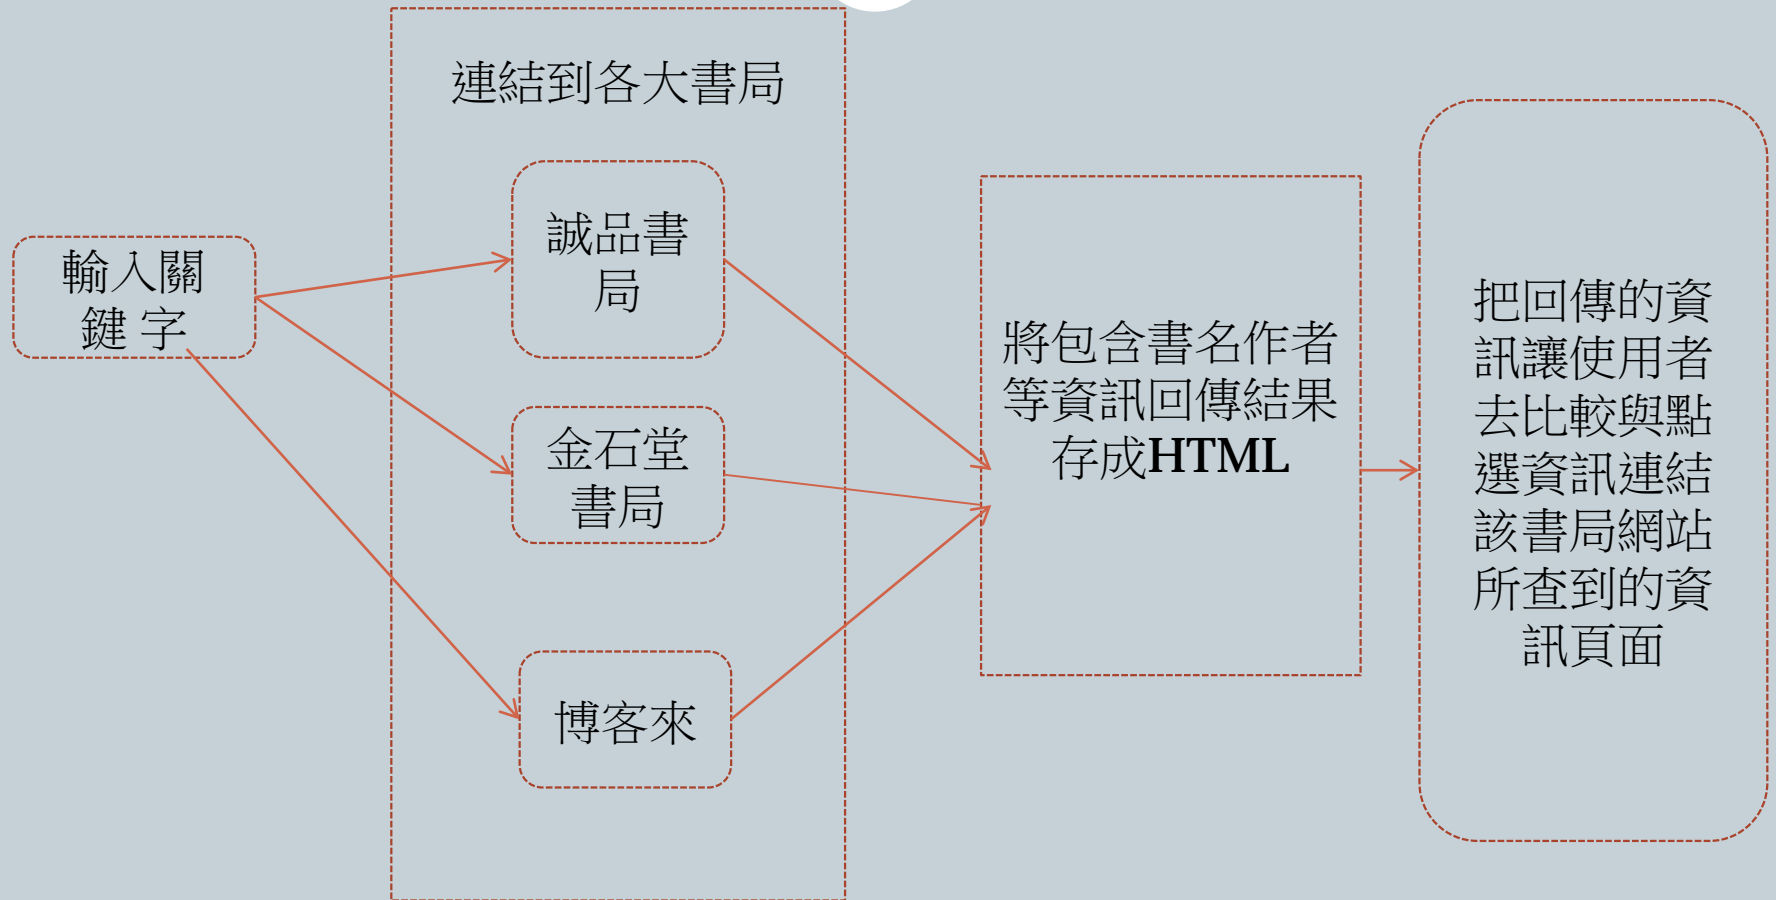 連結到各大書局
輸入關
鍵 字
誠品書
局
金石堂
書局
博客來
將包含書名作者
等資訊回傳結果
存成HTML
把回傳的資
訊讓使用者
去比較與點
選資訊連結
該書局網站
所查到的資
訊頁面